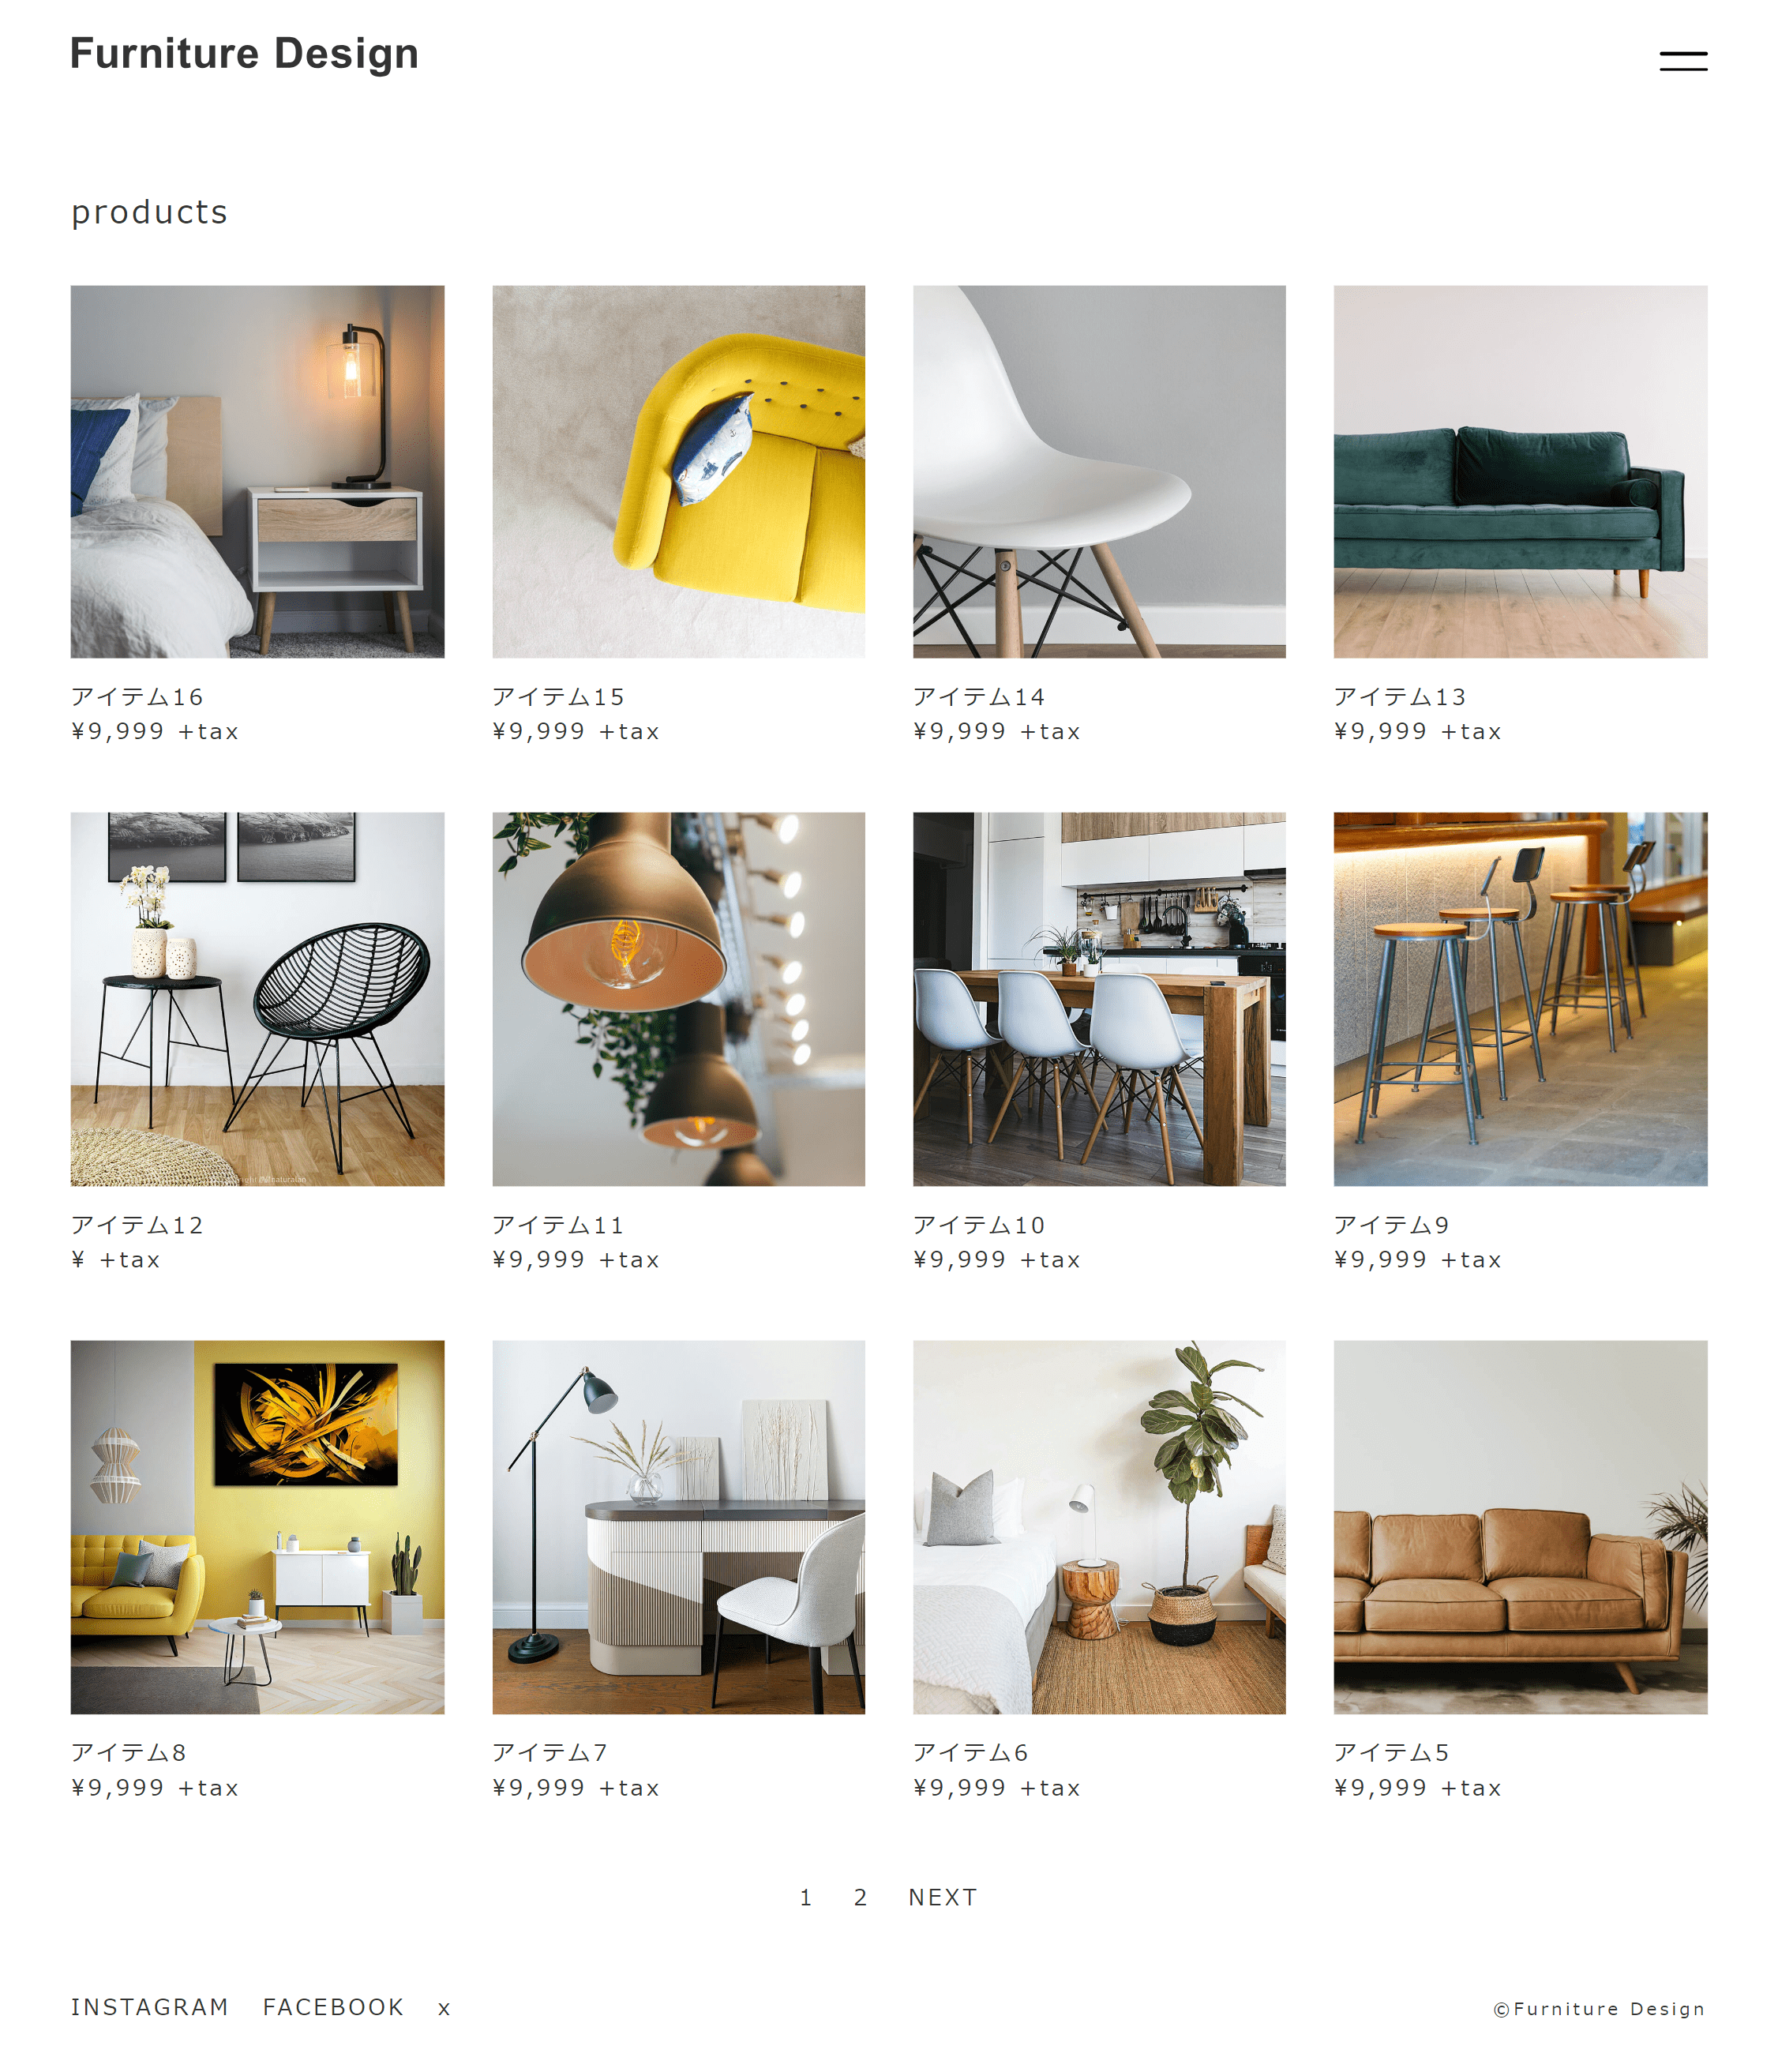 Furniture Design
products
アイテム16
¥9,999 +tax
アイテム15
¥9,999 +tax
アイテム14
¥9,999 +tax
アイテム13
¥9,999 +tax
アイテム12
¥ +tax
アイテム11
¥9,999 +tax
アイテム10
¥9,999 +tax
アイテム9
¥9,999 +tax
アイテム8
¥9,999 +tax
アイテム7
¥9,999 +tax
アイテム6
¥9,999 +tax
アイテム5
¥9,999 +tax
1 2 NEXT
INSTAGRAM FACEBOOK x
©Furniture Design